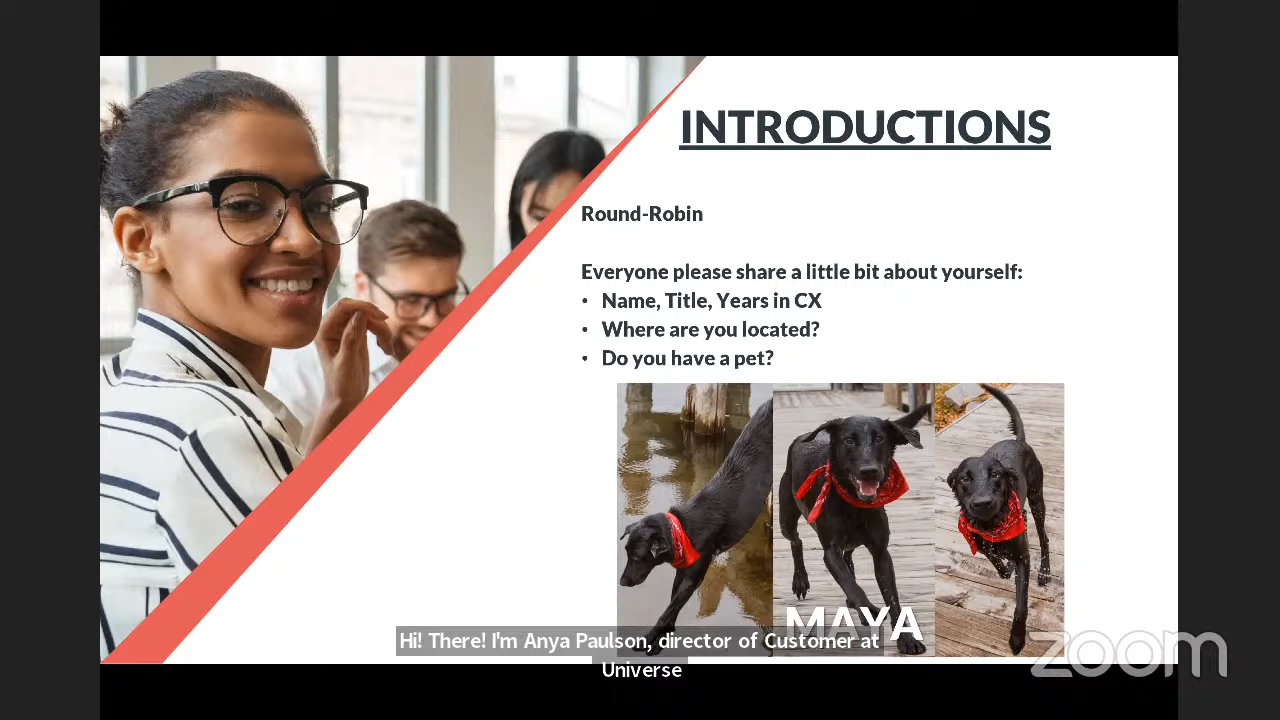 INTRODUCTIONS
Round-Robin
Everyone please share a little bit about yourself:
• Name, Title, Years in CX
• Where are you located?
• Do you have a pet?
MAYA
Hi! There! I'm Anya Paulson, director of Customer at
Universe
zoom